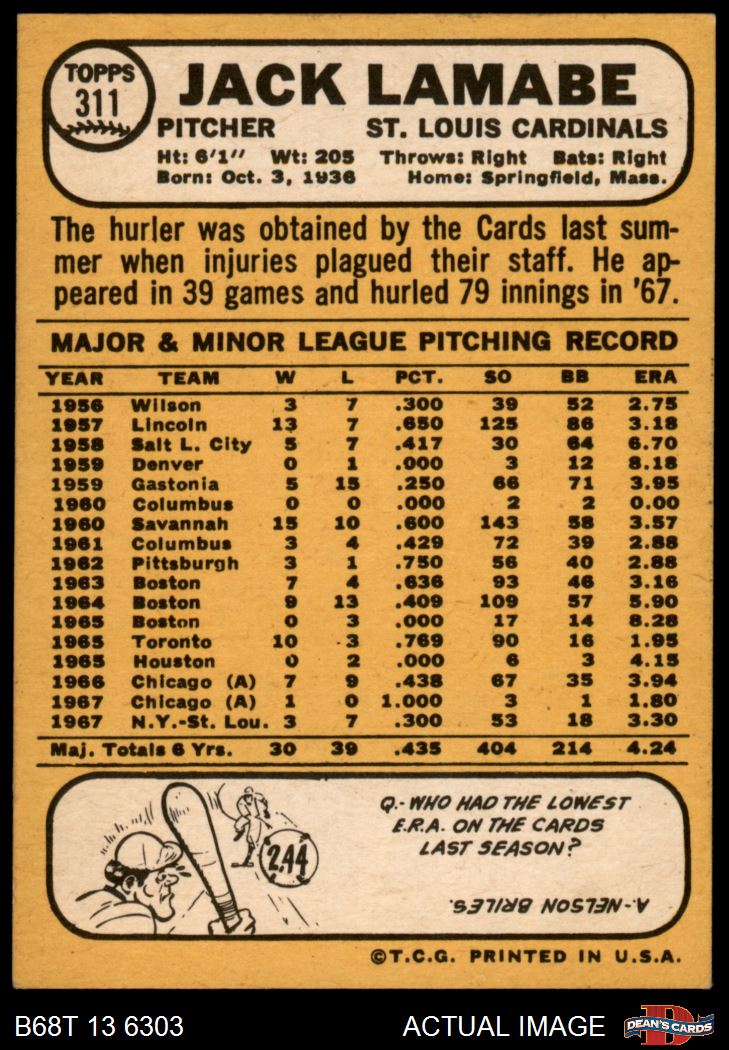 TOPPS
311
JACK LAMABE
PITCHER ST. LOUIS CARDINALS
Ht: 6'1" Wt: 205 Throws: Right Bats: Right
Born: Oct. 3, 1936 Home: Springfield, Mass.
The hurler was obtained by the Cards last sum-
mer when injuries plagued their staff. He ap-
peared in 39 games and hurled 79 innings in '67.
MAJOR & MINOR LEAGUE PITCHING RECORD
YEAR TEAM W L PCT. SO BB ERA
1956 Wilson 3 7 .300 39 52 2.75
1957 Lincoln 13 7 .650 125 86 3.18
1958 Salt L. City 5 7 .417 30 64 6.70
1959 Denver 0 1 .000 3 12 8.18
1959 Gastonia 5 15 .250 66 71 3.95
1960 Columbus 0 0 .000 2 2 0.00
1960 Savannah 15 10 .600 143 58 3.57
1961 Columbus 3 4 .429 72 39 2.88
1962 Pittsburgh 3 1 .750 56 40 2.88
1963 Boston 7 4 .636 93 46 3.16
1964 Boston 9 13 .409 109 57 5.90
1965 Boston 0 3 .000 17 14 8.28
1965 Toronto 10 3 .769 90 16 1.95
1965 Houston 0 2 .000 6 3 4.15
1966 Chicago (A) 7 9 .438 67 35 3.94
1967 Chicago (A) 1 0 1.000 3 1 1.80
1967 N.Y.-St. Lou. 3 7 .300 53 18 3.30
Maj. Totals 6 Yrs. 30 39 .435 404 214 4.24
2.44
Q.-WHO HAD THE LOWEST
E.R.A. ON THE CARDS
LAST SEASON?
A-NELSON BRILES.
©T.C.G. PRINTED IN U.S.A.
B68T 13 6303 ACTUAL IMAGE
D
DEAN'S CARDS